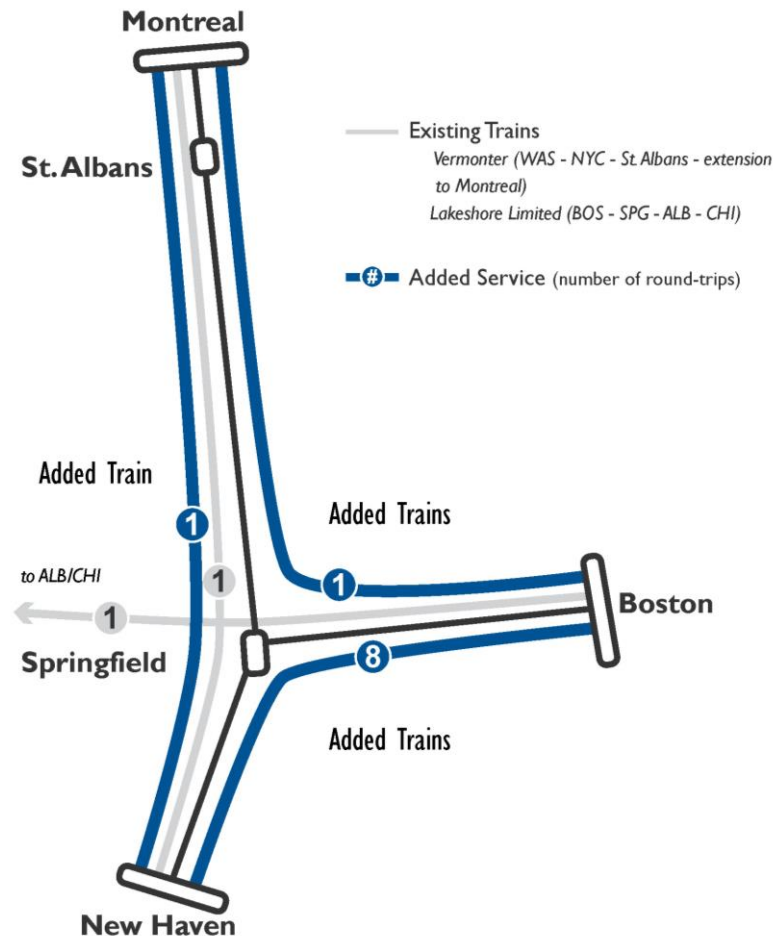 Montreal
St. Albans
Existing Trains
Vermonter (WAS - NYC - St. Albans - extension
to Montreal)
Lakeshore Limited (BOS - SPG - ALB - CHI)
# Added Service (number of round-trips)
Added Train
1
Added Trains
to ALB/CHI
1
1
1
Boston
Springfield
8
Added Trains
New Haven